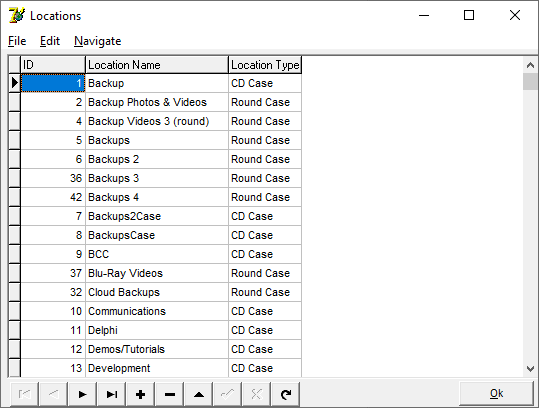 Locations
File Edit Navigate
ID Location Name Location Type
1 Backup CD Case
2 Backup Photos & Videos Round Case
4 Backup Videos 3 (round) Round Case
5 Backups Round Case
6 Backups 2 Round Case
36 Backups 3 Round Case
42 Backups 4 Round Case
7 Backups2Case CD Case
8 BackupsCase CD Case
9 BCC CD Case
37 Blu-Ray Videos Round Case
32 Cloud Backups Round Case
10 Communications CD Case
11 Delphi CD Case
12 Demos/Tutorials CD Case
13 Development CD Case
Ok